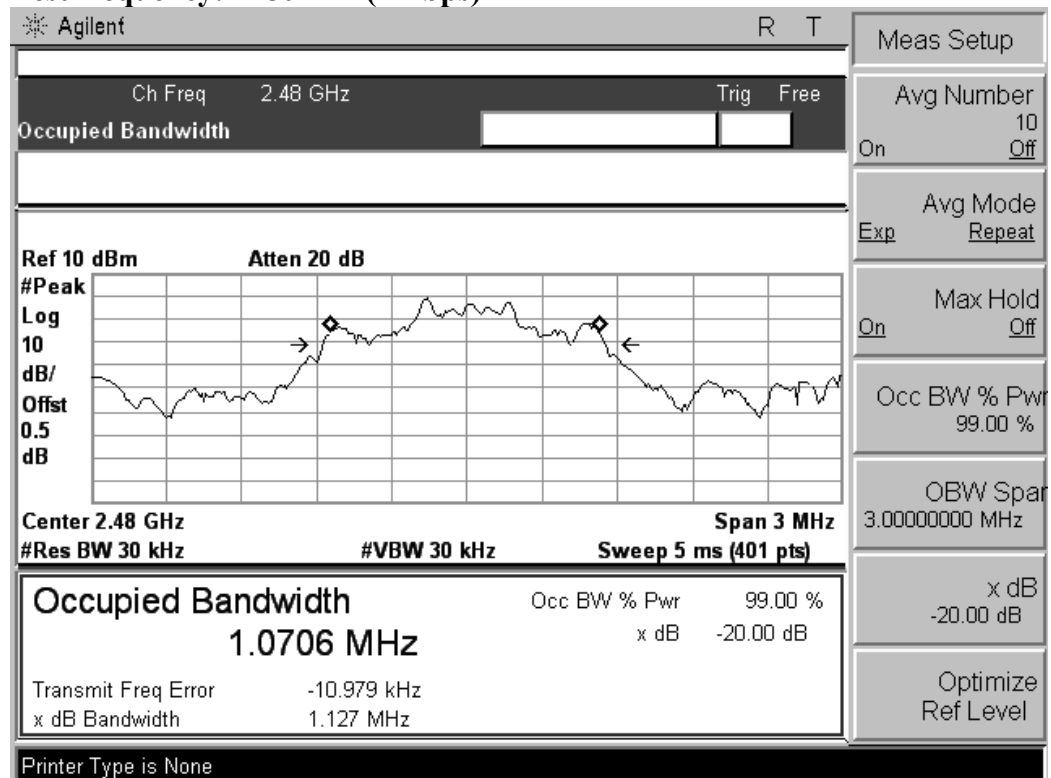 Agilent R T
Ch Freq 2.48 GHz Trig Free
Occupied Bandwidth
Ref 10 dBm Atten 20 dB
#Peak
Log
10
dB/
Offst
0.5
dB
Center 2.48 GHz Span 3 MHz
#Res BW 30 kHz #VBW 30 kHz Sweep 5 ms (401 pts)
Occupied Bandwidth Occ BW % Pwr 99.00 %
1.0706 MHz x dB -20.00 dB
Transmit Freq Error -10.979 kHz
x dB Bandwidth 1.127 MHz
Printer Type is None
Meas Setup
Avg Number
10
On Off
Avg Mode
Exp Repeat
Max Hold
On Off
Occ BW % Pwr
99.00 %
OBW Span
3.00000000 MHz
x dB
-20.00 dB
Optimize
Ref Level